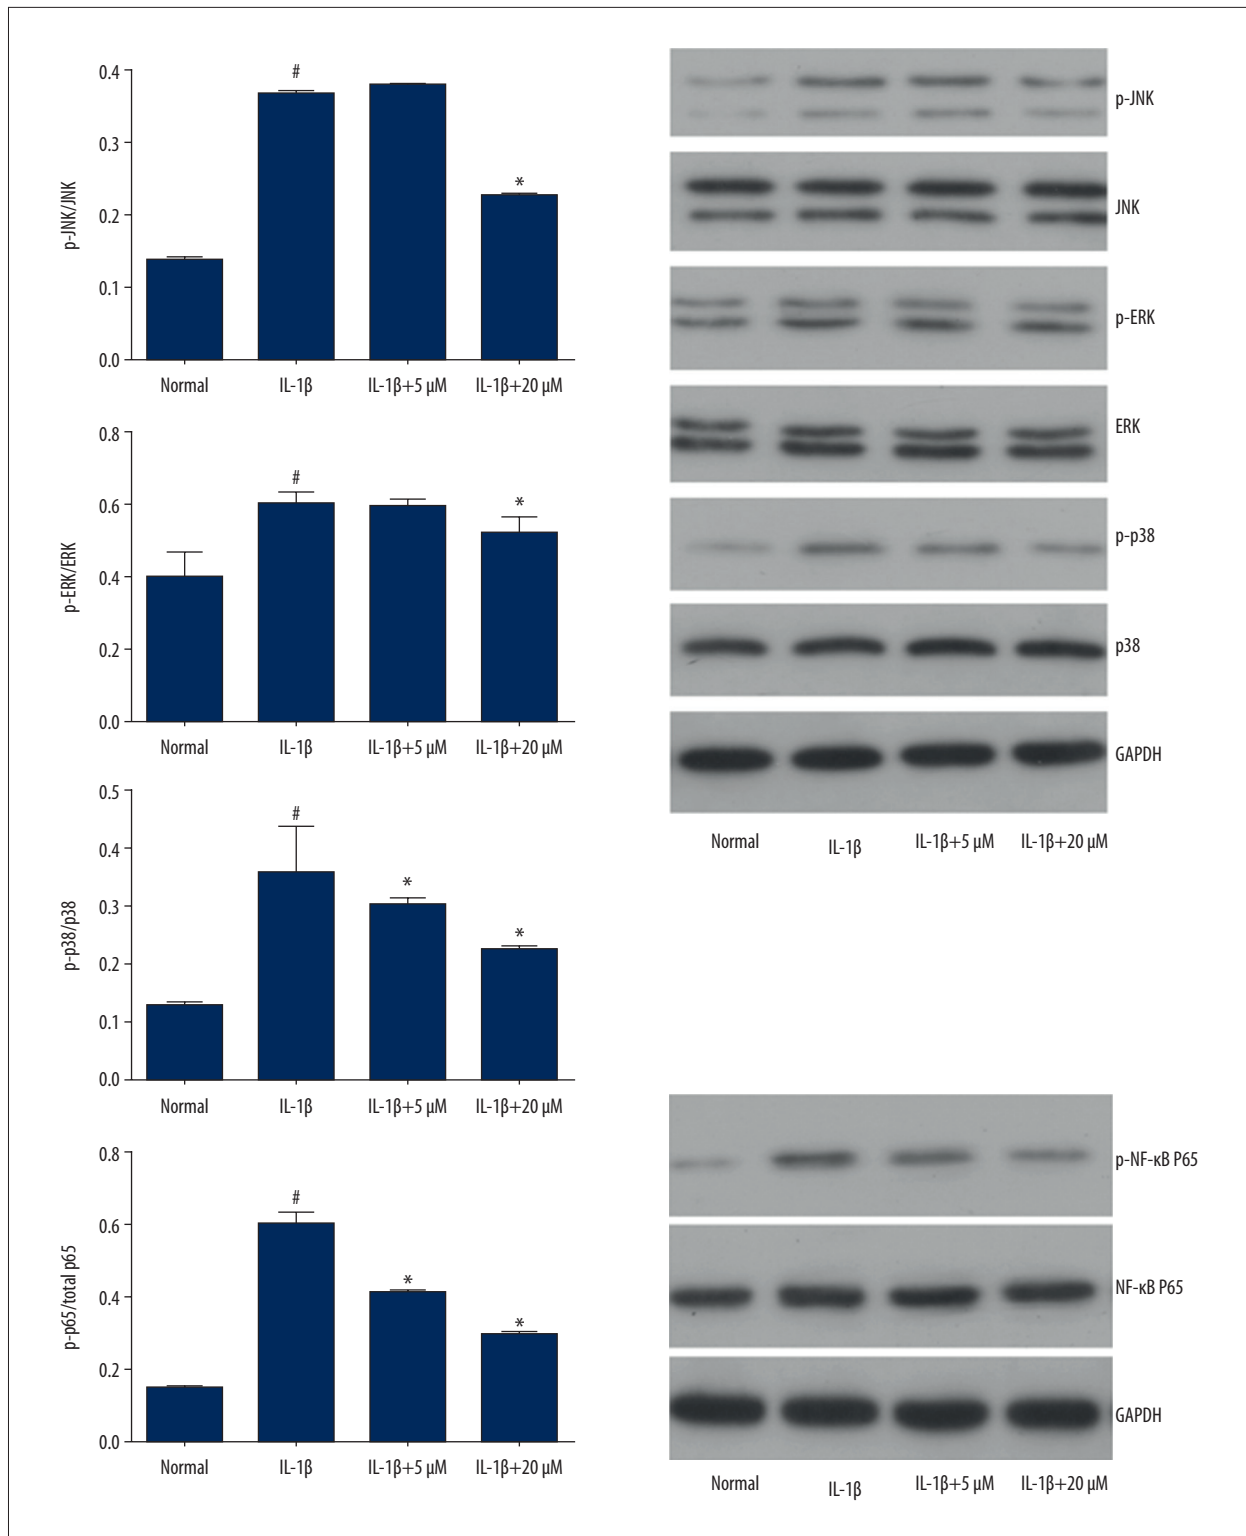 p-JNK/JNK
0.4
0.3
0.2
0.1
0.0
#
*
Normal
IL-1β
IL-1β+5 µM
IL-1β+20 µM
p-ERK/ERK
0.8
0.6
0.4
0.2
0.0
#
*
Normal
IL-1β
IL-1β+5 µM
IL-1β+20 µM
p-p38/p38
0.5
0.4
0.3
0.2
0.1
0.0
#
*
*
Normal
IL-1β
IL-1β+5 µM
IL-1β+20 µM
p-p65/total p65
0.8
0.6
0.4
0.2
0.0
#
*
*
Normal
IL-1β
IL-1β+5 µM
IL-1β+20 µM
p-JNK
JNK
p-ERK
ERK
p-p38
p38
GAPDH
Normal
IL-1β
IL-1β+5 µM
IL-1β+20 µM
p-NF-κB P65
NF-κB P65
GAPDH
Normal
IL-1β
IL-1β+5 µM
IL-1β+20 µM